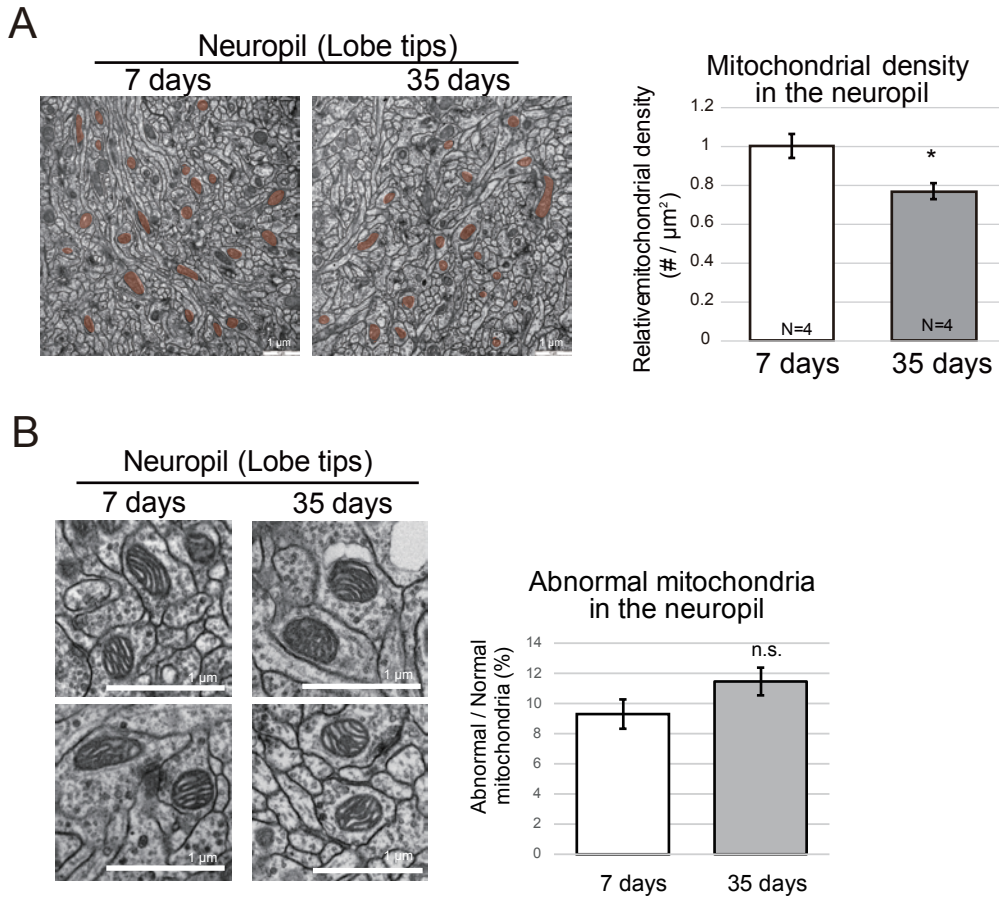 A
Neuropil (Lobe tips)
7 days
35 days
1 μm
1 μm
Mitochondrial density
in the neuropil
Relativemitochondrial density
(# / μm²)
1.2
1
0.8
0.6
0.4
0.2
0
*
N=4
N=4
7 days
35 days
B
Neuropil (Lobe tips)
7 days
35 days
1 μm
1 μm
1 μm
1 μm
Abnormal mitochondria
in the neuropil
Abnormal / Normal
mitochondria (%)
14
12
10
8
6
4
2
0
n.s.
7 days
35 days